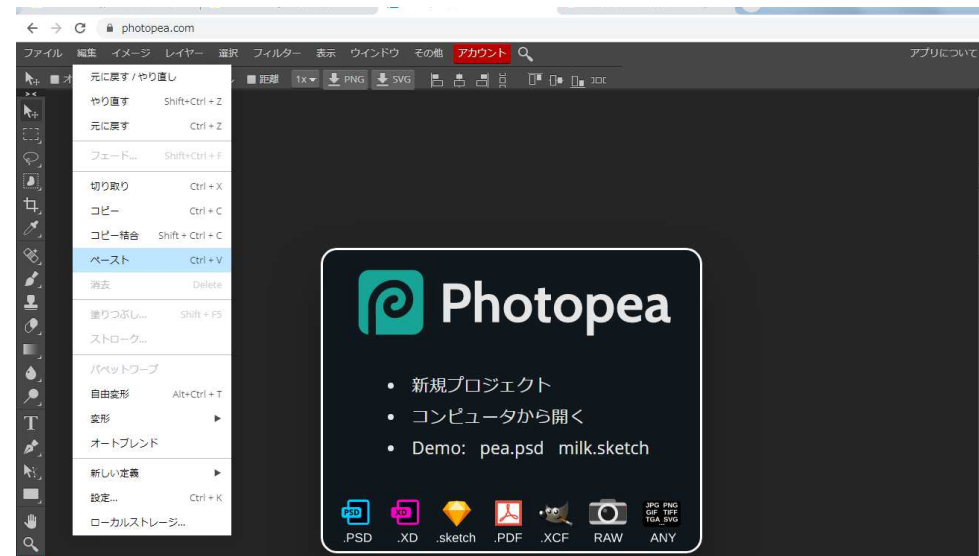 photopea.com
ファイル 編集 イメージ レイヤー 選択 フィルター 表示 ウインドウ その他 アカウント アプリについて
距離 1x PNG SVG
元に戻す / やり直し
やり直す Shift+Ctrl + Z
元に戻す Ctrl + Z
フェード... Shift+Ctrl + F
切り取り Ctrl + X
コピー Ctrl + C
コピー結合 Shift + Ctrl + C
ペースト Ctrl + V
消去 Delete
塗りつぶし... Shift + F5
ストローク...
パペットワープ
自由変形 Alt+Ctrl + T
変形
オートブレンド
新しい定義
設定... Ctrl + K
ローカルストレージ...
Photopea
• 新規プロジェクト
• コンピュータから開く
• Demo: pea.psd milk.sketch
PSD XD JPG PNG
GIF TIFF
TGA SVG
.PSD .XD .sketch .PDF .XCF RAW ANY